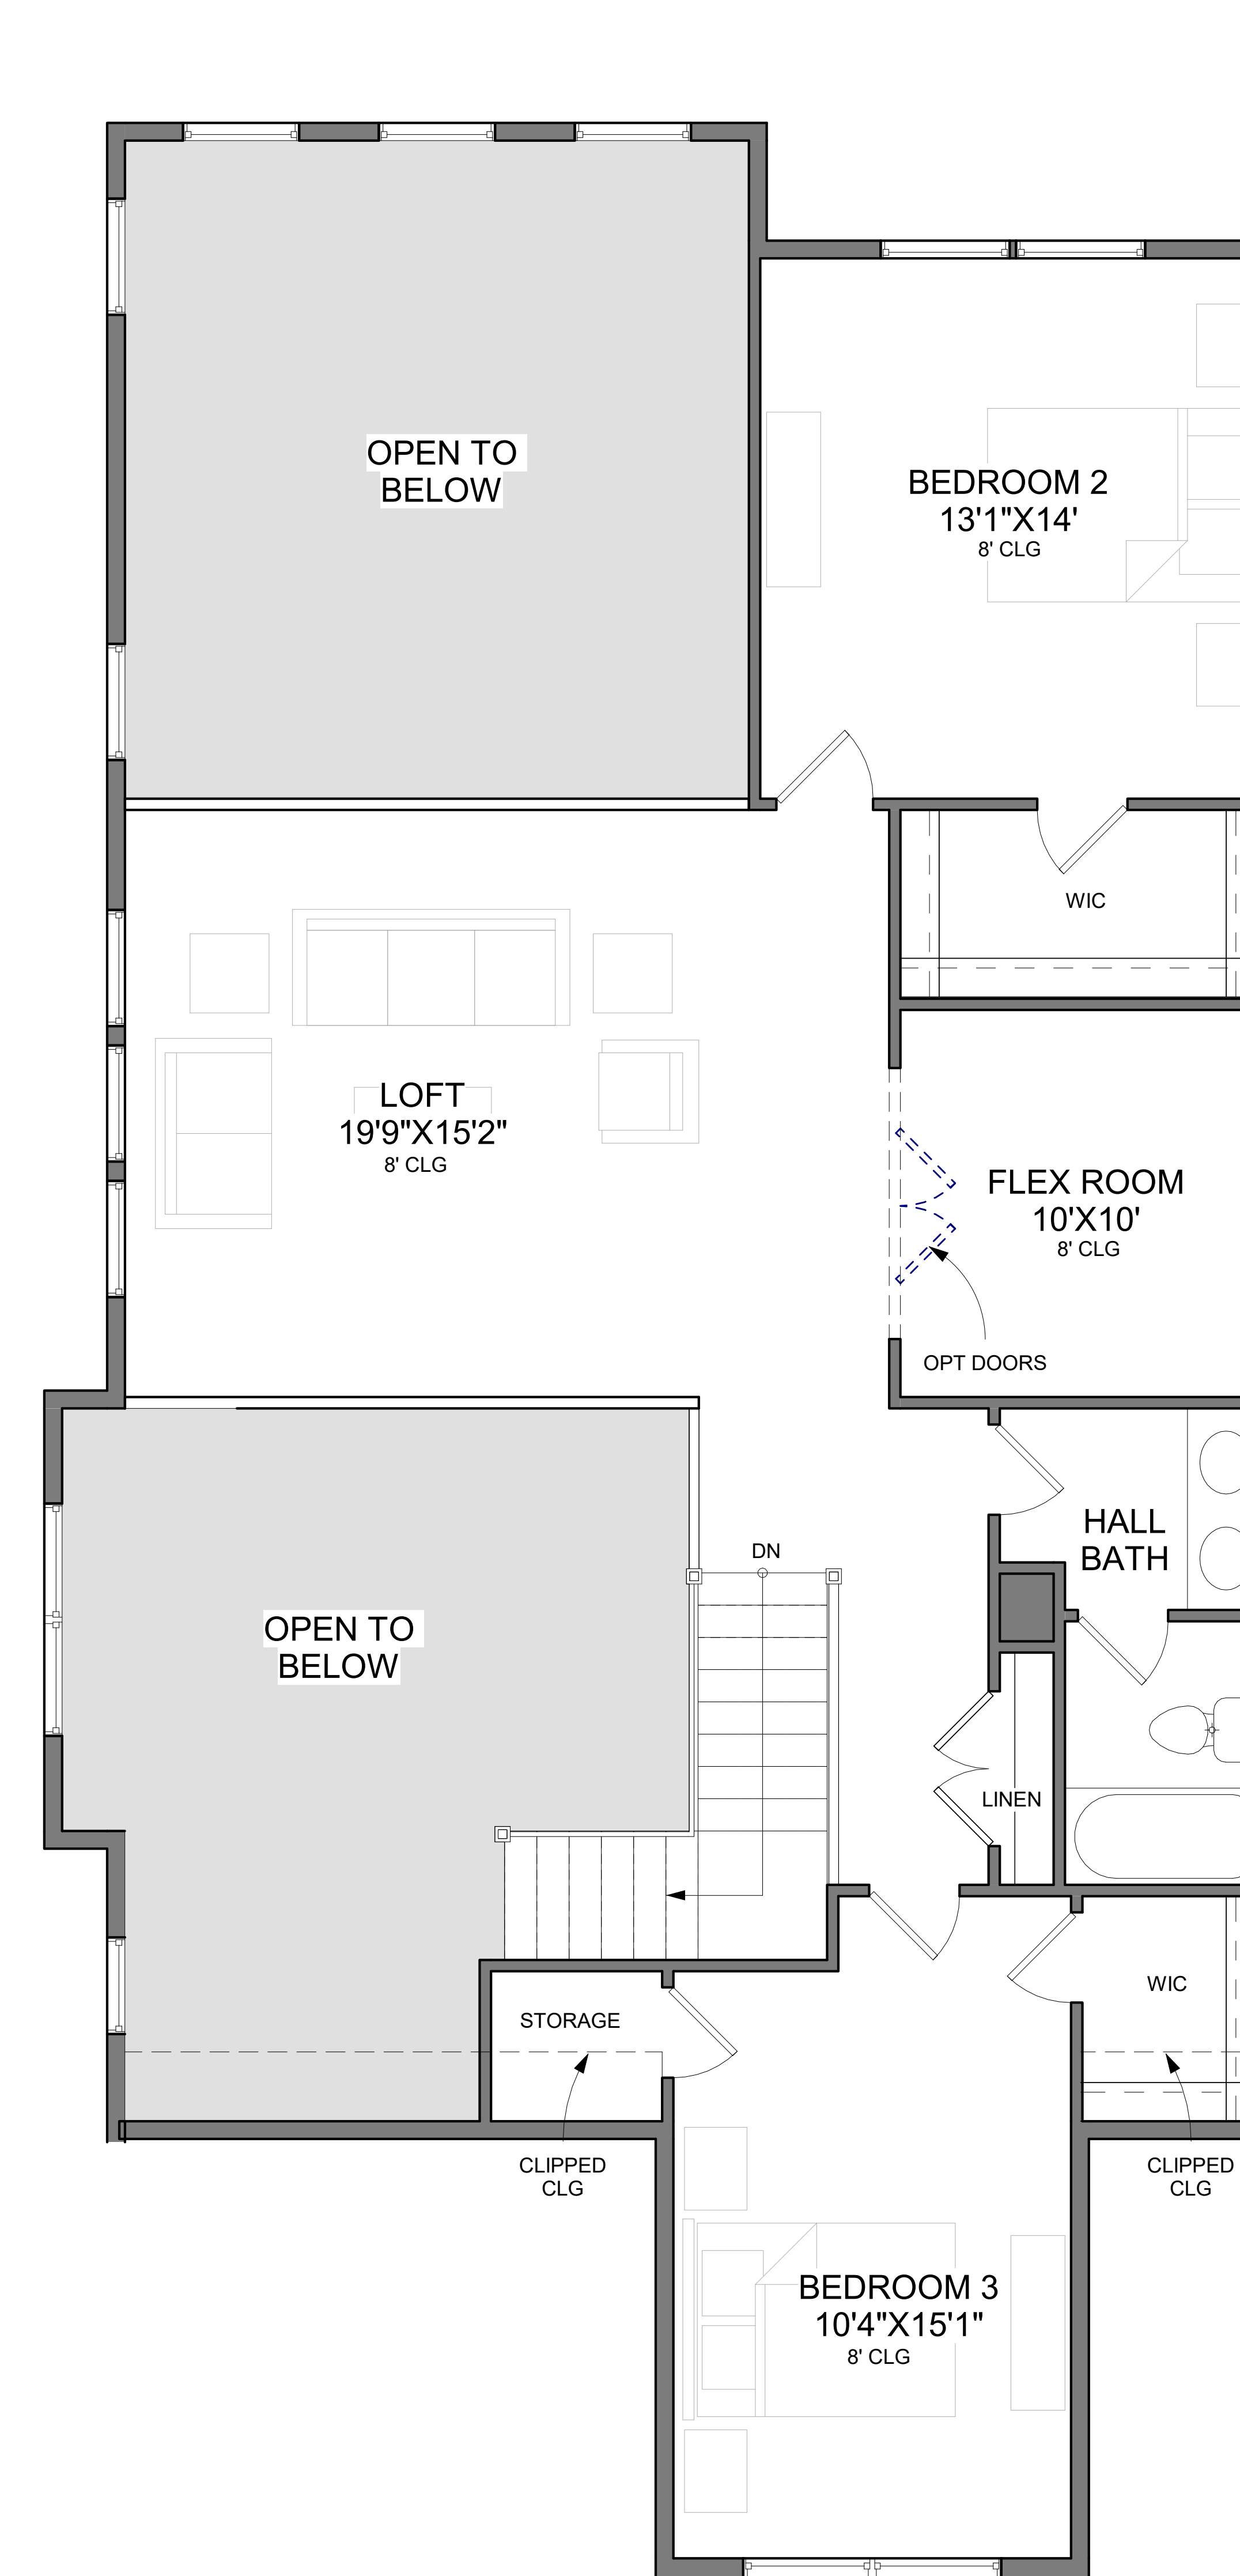 OPEN TO
BELOW
BEDROOM 2
13'1"X14'
8' CLG
WIC
LOFT
19'9"X15'2"
8' CLG
FLEX ROOM
10'X10'
8' CLG
OPT DOORS
HALL
BATH
DN
OPEN TO
BELOW
LINEN
WIC
STORAGE
CLIPPED
CLG
CLIPPED
CLG
BEDROOM 3
10'4"X15'1"
8' CLG